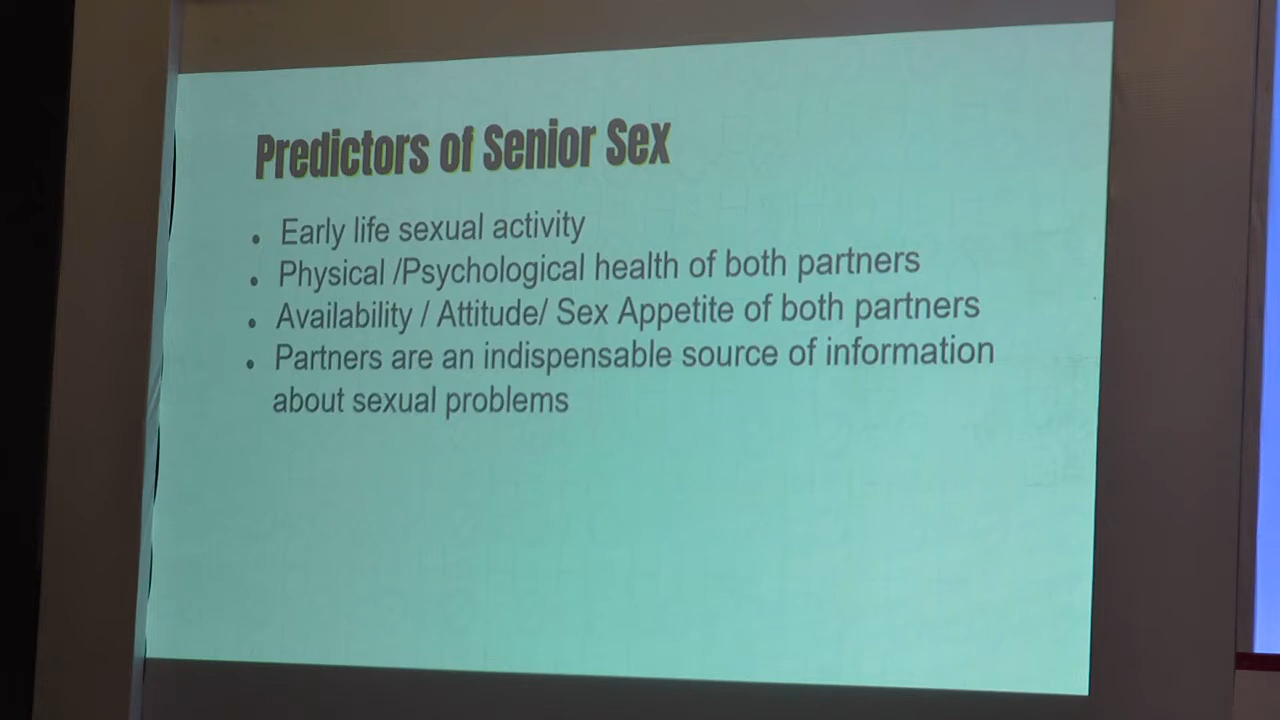 Predictors of Senior Sex
• Early life sexual activity
• Physical /Psychological health of both partners
• Availability / Attitude/ Sex Appetite of both partners
• Partners are an indispensable source of information
about sexual problems